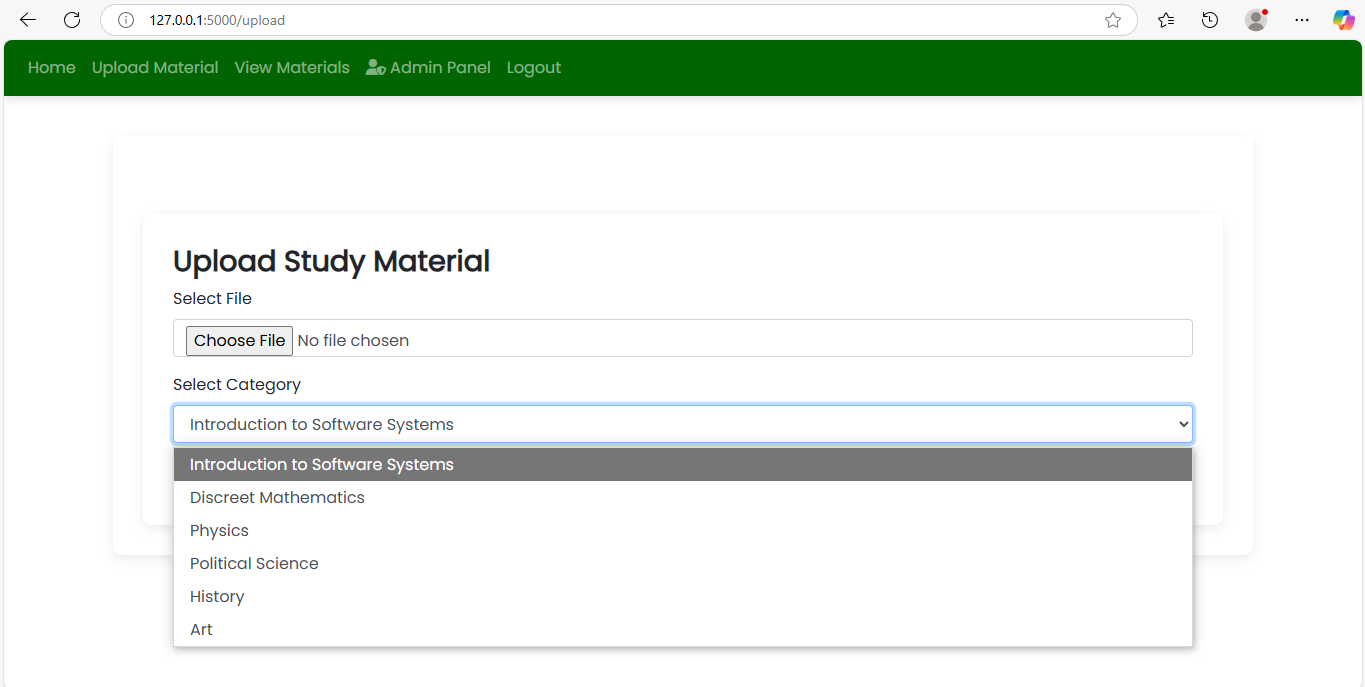 127.0.0.1:5000/upload
Home Upload Material View Materials Admin Panel Logout
Upload Study Material
Select File
Choose File No file chosen
Select Category
Introduction to Software Systems
Introduction to Software Systems
Discreet Mathematics
Physics
Political Science
History
Art